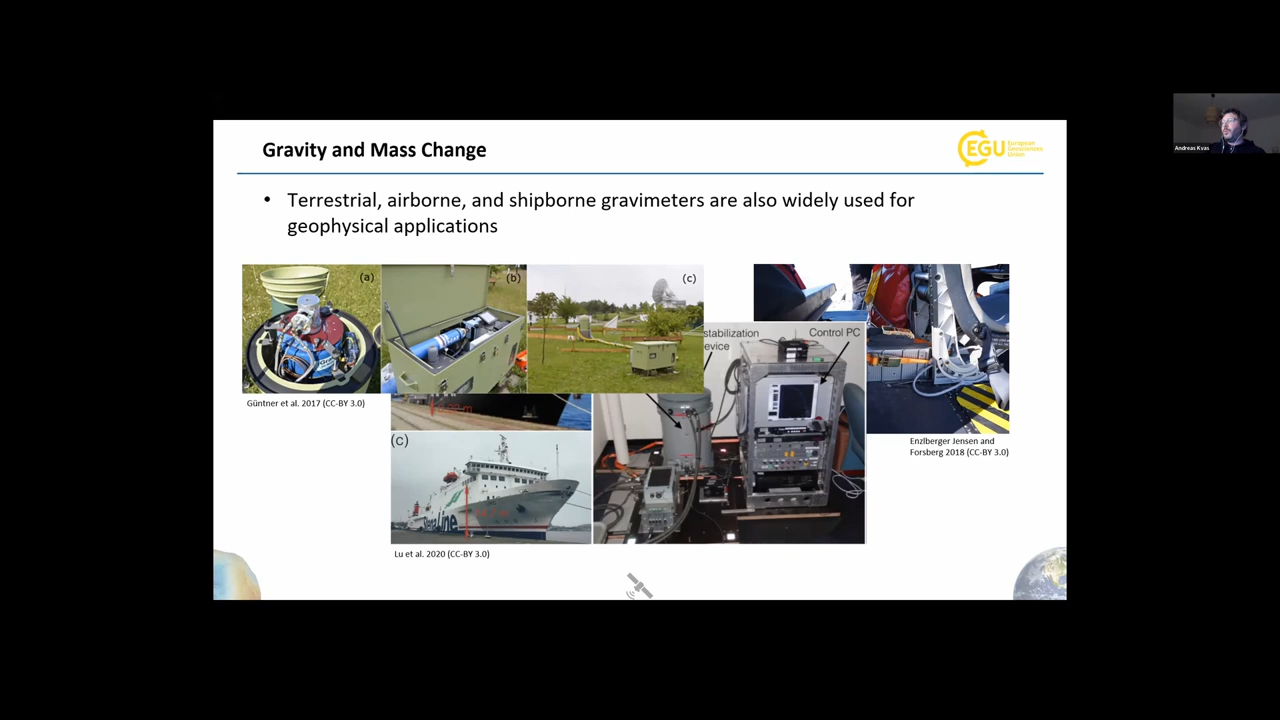 Gravity and Mass Change
EGU European
Geosciences
Union
Andreas Kvas
• Terrestrial, airborne, and shipborne gravimeters are also widely used for
geophysical applications
(a)
(b)
(c)
stabilization
evice
Control PC
Güntner et al. 2017 (CC-BY 3.0)
(C)
Line
Enzlberger Jensen and
Forsberg 2018 (CC-BY 3.0)
Lu et al. 2020 (CC-BY 3.0)